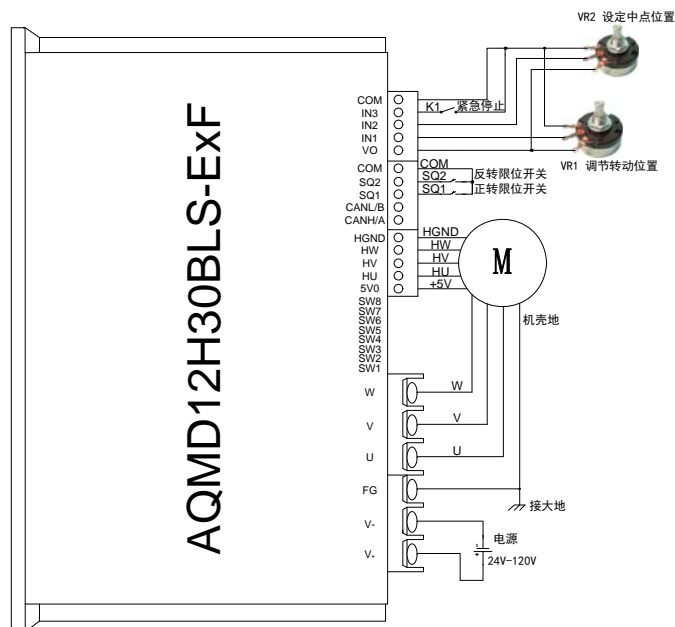 VR2 设定中点位置
COM
IN3
IN2
IN1
VO
K1
紧急停止
VR1 调节转动位置
COM
SQ2
SQ1
CANL/B
CANH/A
COM
SQ2
SQ1
反转限位开关
正转限位开关
HGND
HW
HV
HU
5V0
HGND
HW
HV
HU
+5V
M
机壳地
SW8
SW7
SW6
SW5
SW4
SW3
SW2
SW1
W
V
U
FG
V-
V+
W
V
U
接大地
电源
24V-120V
AQMD12H30BLS-ExF